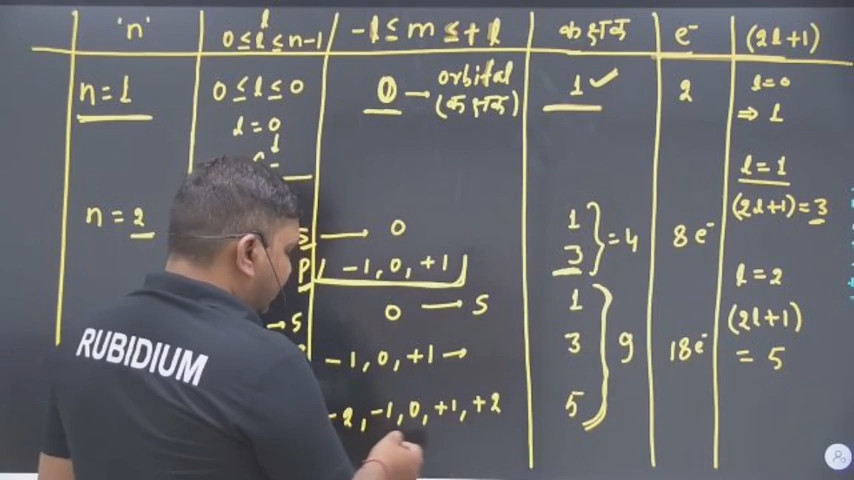 'n' l 0 ≤ l ≤ n-1 -l ≤ m ≤ +l कक्षक e⁻ (2l+1)
n = 1 0 ≤ l ≤ 0 0 → orbital (कक्षक) 1 ✓ 2 l = 0
l = 0 ⇒ 1
l = 1
n = 2 s → 0 1 (2l+1) = 3
P -1, 0, +1 3 = 4 8e⁻ l = 2
→ s 0 → s 1 (2l+1)
-1, 0, +1 → 3 9 18e⁻ = 5
-2, -1, 0, +1, +2 5
RUBIDIUM